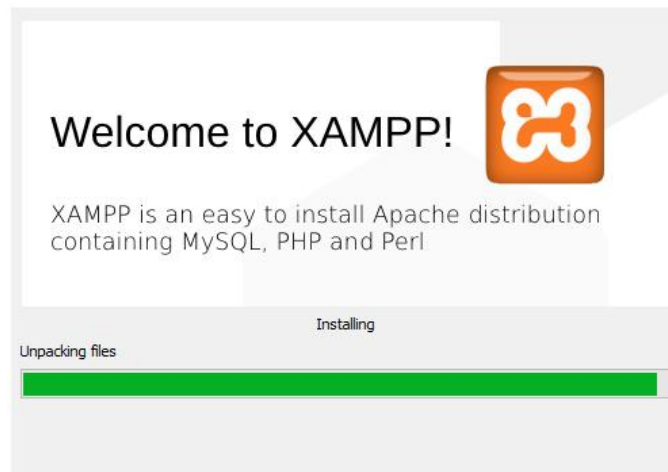 Welcome to XAMPP!
XAMPP is an easy to install Apache distribution
containing MySQL, PHP and Perl
Installing
Unpacking files